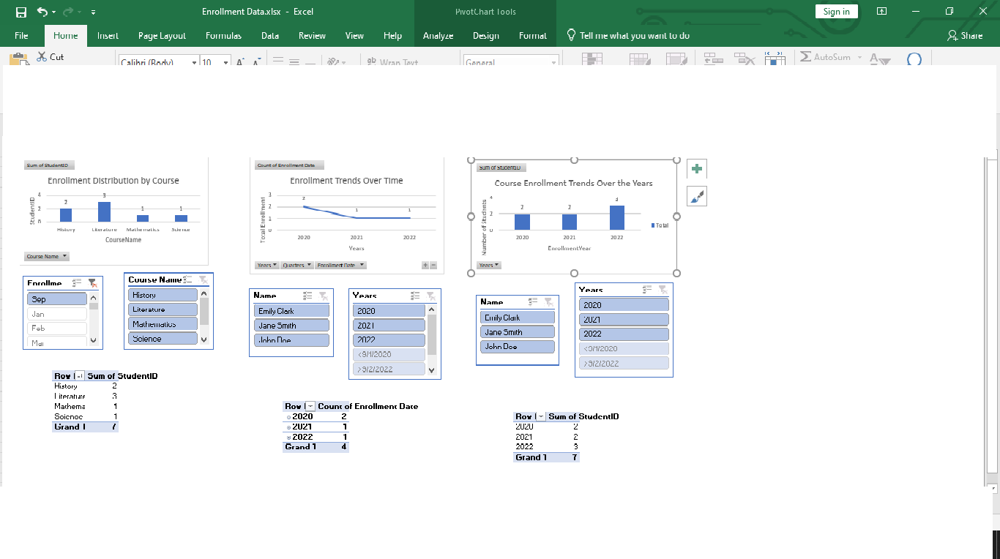 Enrollment Data.xlsx - Excel
PivotChart Tools
Sign in
File Home Insert Page Layout Formulas Data Review View Help Analyze Design Format Tell me what you want to do Share
Cut
Calibri (Body) 10
Wrap Text
General
AutoSum
Sum of StudentID
Enrollment Distribution by Course
StudentID
4
2
0
2 3 1 1
History Literature Mathematics Science
CourseName
Course Name
Count of Enrollment Date
Enrollment Trends Over Time
Total Enrollment
3
2
1
0
2 1 1
2020 2021 2022
Years
Years Quarters Enrollment Date
Sum of StudentID
Course Enrollment Trends Over the Years
Number of Students
4
2
0
2 2 3
2020 2021 2022
EnrollmentYear
Total
Years
Enrollme
Sep
Jan
Feb
Mar
Course Name
History
Literature
Mathematics
Science
Name
Emily Clark
Jane Smith
John Doe
Years
2020
2021
2022
<9/1/2020
>9/2/2022
Name
Emily Clark
Jane Smith
John Doe
Years
2020
2021
2022
<9/1/2020
>9/2/2022
Row Sum of StudentID
History 2
Literature 3
Mathema 1
Science 1
Grand 7
Row Count of Enrollment Date
2020 2
2021 1
2022 1
Grand T 4
Row Sum of StudentID
2020 2
2021 2
2022 3
Grand T 7